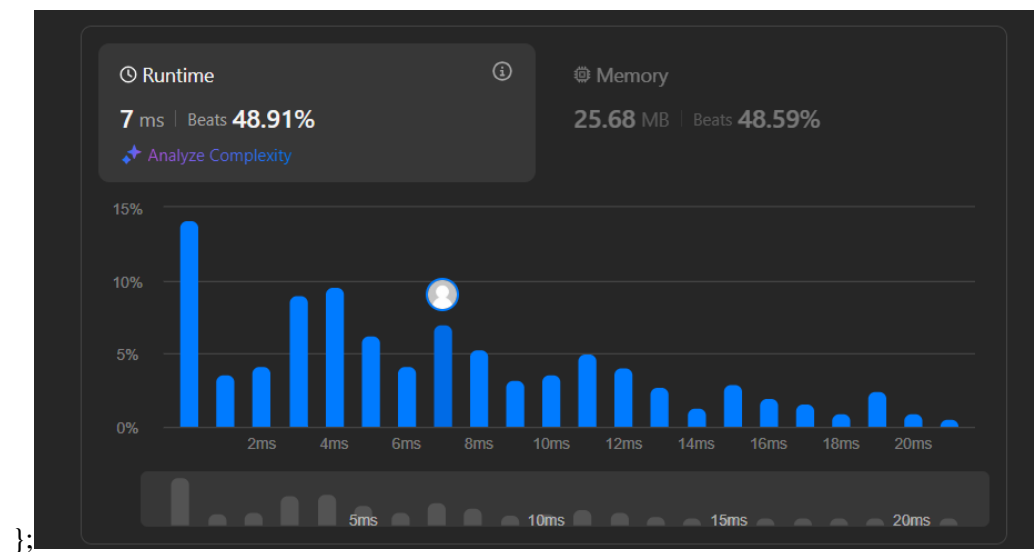 Runtime
7 ms | Beats 48.91%
Analyze Complexity
Memory
25.68 MB | Beats 48.59%
15%
10%
5%
0%
2ms 4ms 6ms 8ms 10ms 12ms 14ms 16ms 18ms 20ms
5ms 10ms 15ms 20ms
};